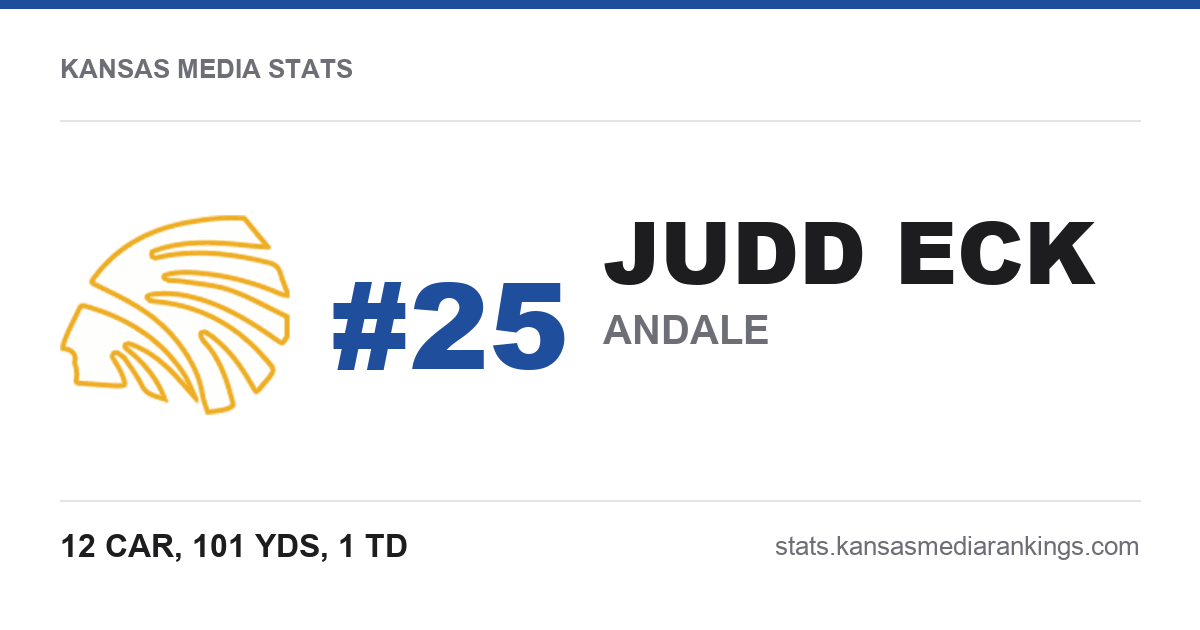 KANSAS MEDIA STATS
#25
JUDD ECK
ANDALE
12 CAR, 101 YDS, 1 TD
stats.kansasmediarankings.com